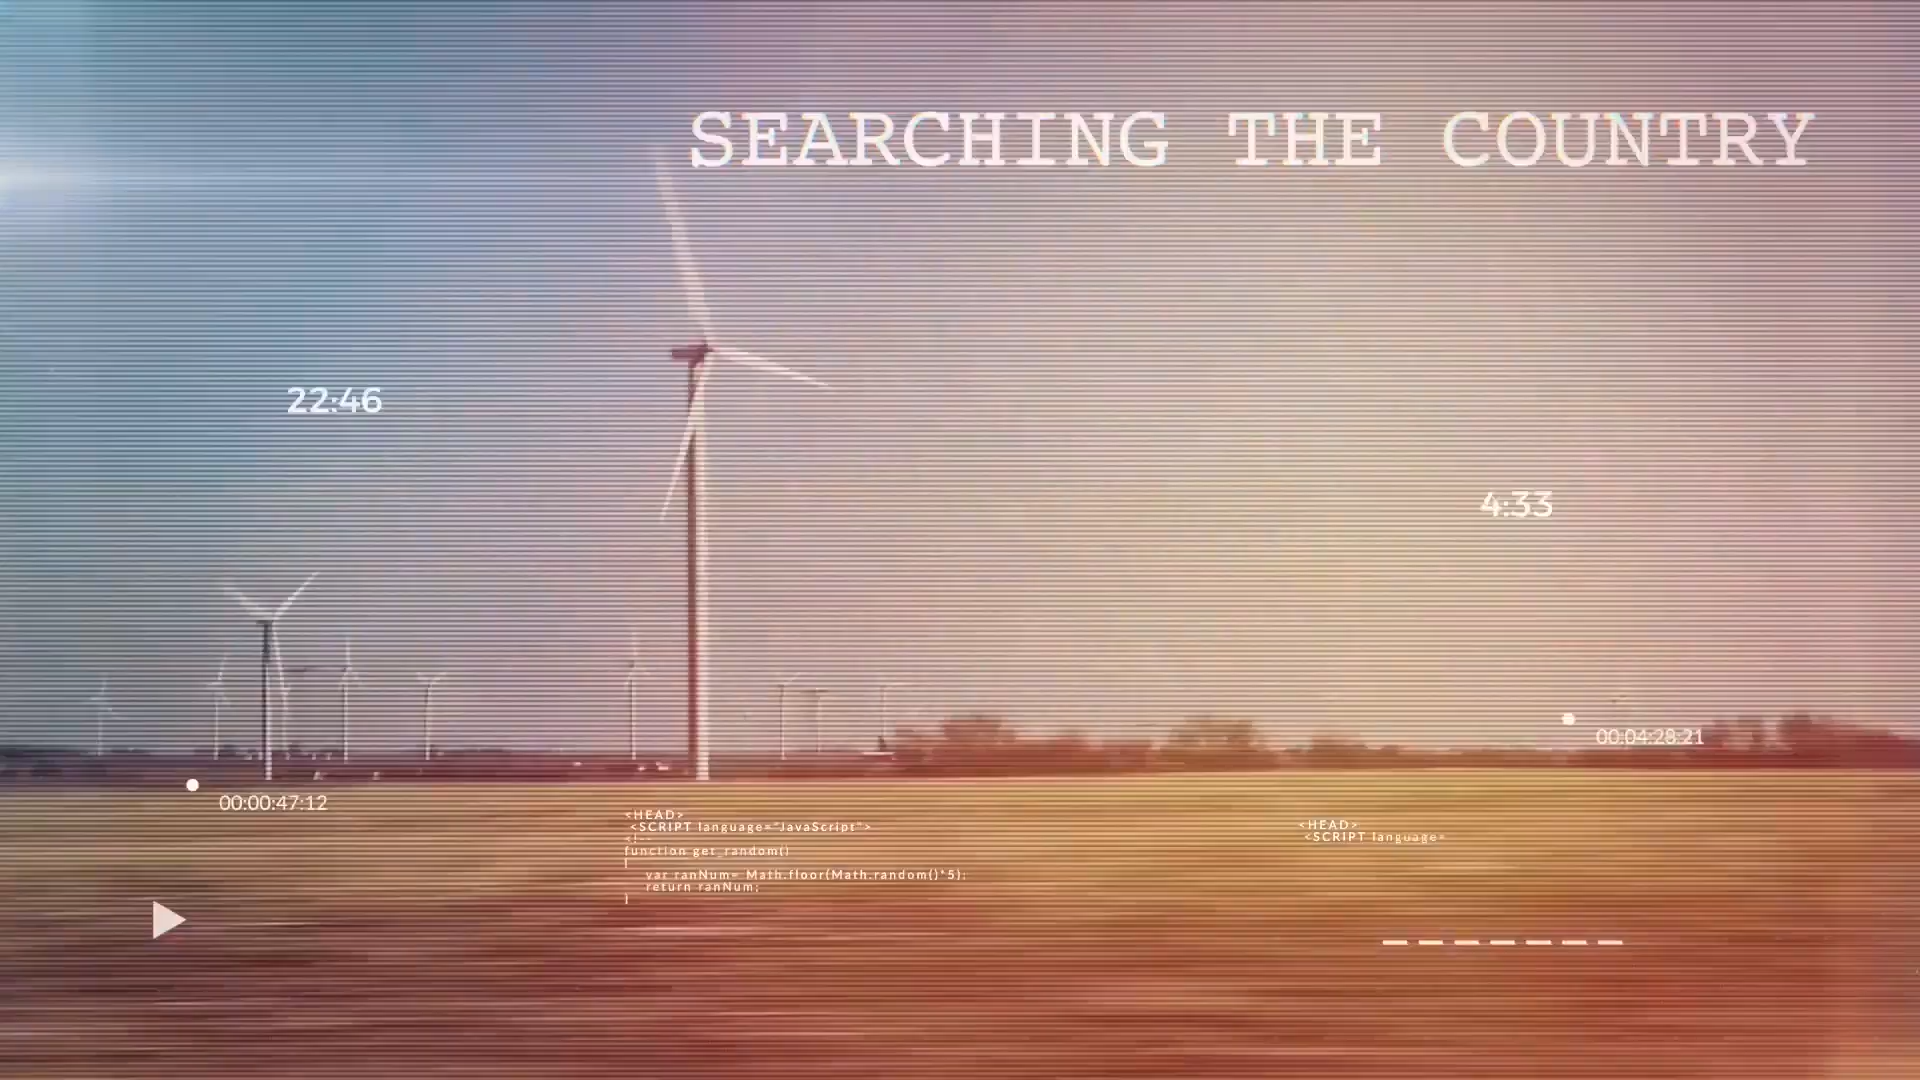 SEARCHING THE COUNTRY
22:46
4:33
00:04:28:21
00:00:47:12
<HEAD>
<SCRIPT language="JavaScript">
<!--
function get_random()
{
var ranNum= Math.floor(Math.random()*5);
return ranNum;
}
<HEAD>
<SCRIPT language=